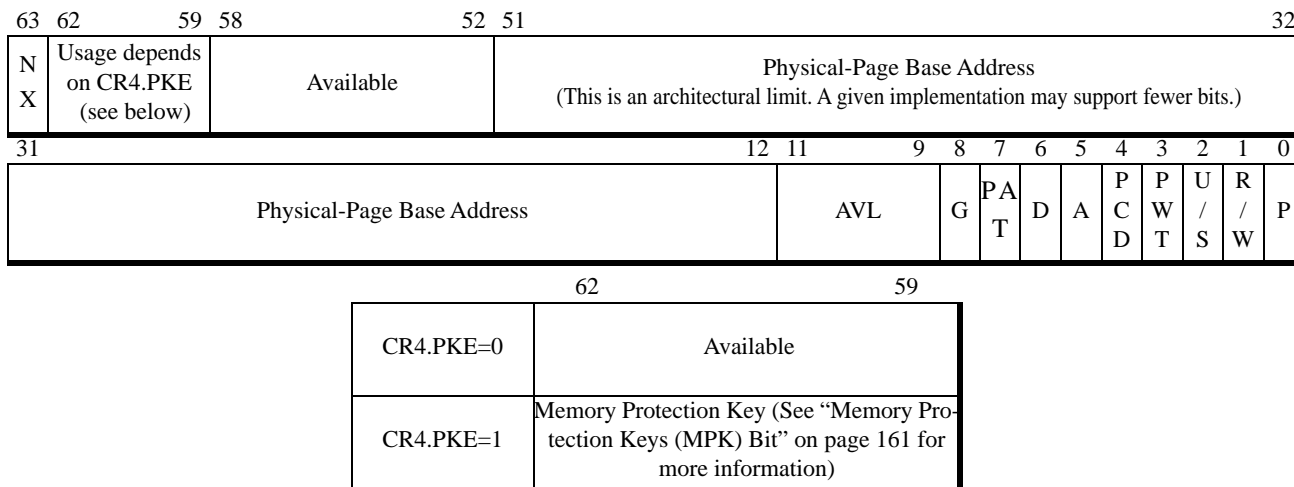 63 62 59 58 52 51 32
N
X
Usage depends
on CR4.PKE
(see below)
Available
Physical-Page Base Address
(This is an architectural limit. A given implementation may support fewer bits.)
31 12 11 9 8 7 6 5 4 3 2 1 0
Physical-Page Base Address
AVL
G
PA
T
D
A
P
C
D
P
W
T
U
/
S
R
/
W
P
62 59
CR4.PKE=0
Available
CR4.PKE=1
Memory Protection Key (See “Memory Pro-
tection Keys (MPK) Bit” on page 161 for
more information)